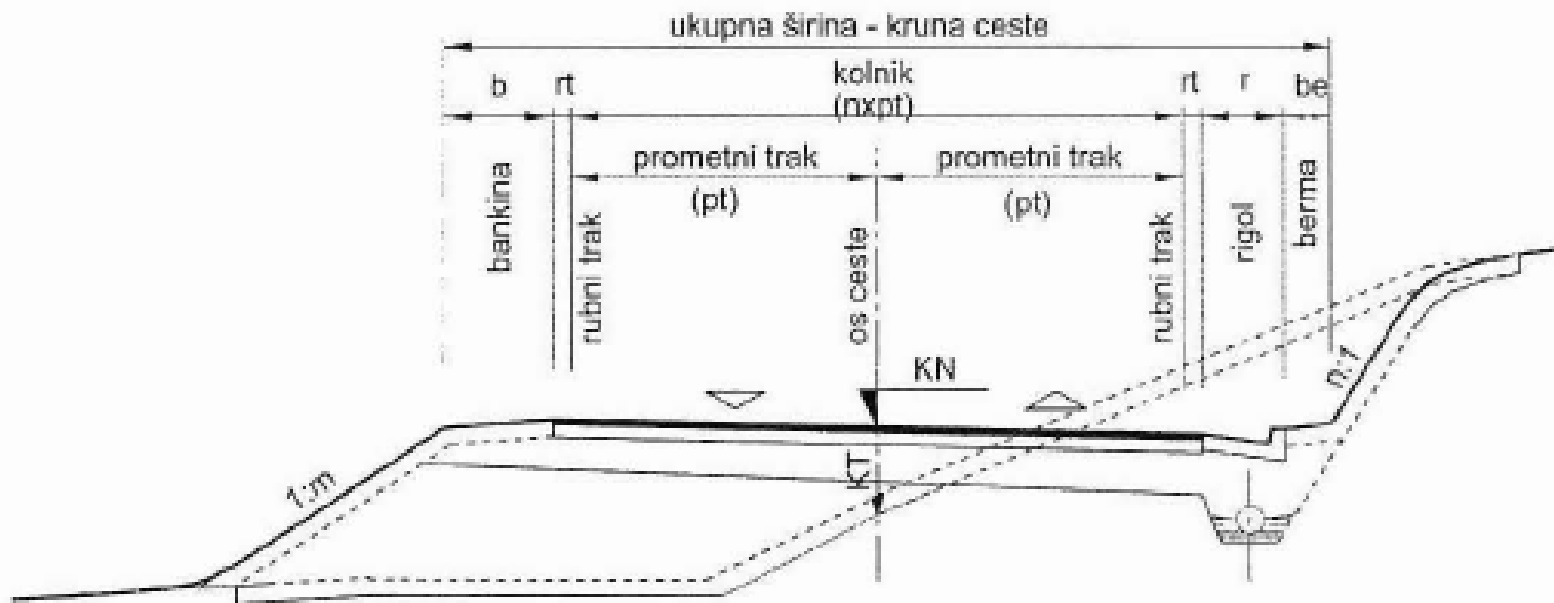 ukupna širina - kruna ceste
b
rt
kolnik
(nxpt)
rt
r
be
prometni trak
(pt)
prometni trak
(pt)
bankina
rubni trak
os ceste
rubni trak
rigol
berma
KN
KT
1:m
n:1